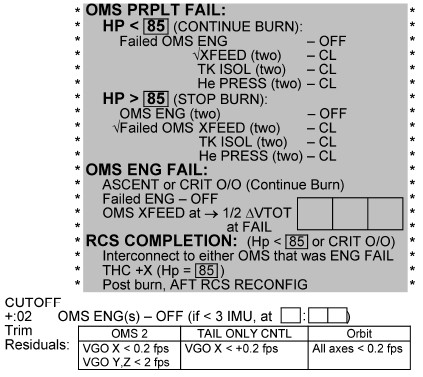 * OMS PRPLT FAIL: *
* HP < 85 (CONTINUE BURN): *
* Failed OMS ENG – OFF *
* √XFEED (two) – CL *
* TK ISOL (two) – CL *
* He PRESS (two) – CL *
* HP > 85 (STOP BURN): *
* OMS ENG (two) – OFF *
* √Failed OMS XFEED (two) – CL *
* TK ISOL (two) – CL *
* He PRESS (two) – CL *
* OMS ENG FAIL: *
* ASCENT or CRIT O/O (Continue Burn) *
* Failed ENG – OFF *
* OMS XFEED at → 1/2 ΔVTOT *
* at FAIL *
* RCS COMPLETION: (Hp < 85 or CRIT O/O) *
* Interconnect to either OMS that was ENG FAIL *
* THC +X (Hp = 85) *
* Post burn, AFT RCS RECONFIG *
CUTOFF
+:02 OMS ENG(s) – OFF (if < 3 IMU, at : )
Trim
Residuals:
OMS 2 TAIL ONLY CNTL Orbit
VGO X < 0.2 fps VGO X < +0.2 fps All axes < 0.2 fps
VGO Y,Z < 2 fps